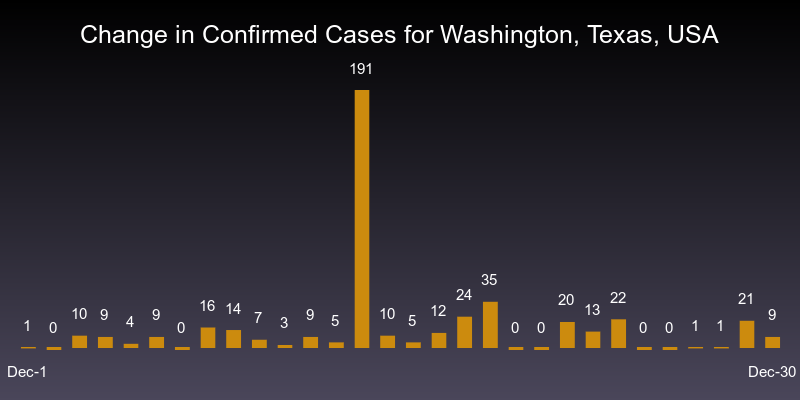 Change in Confirmed Cases for Washington, Texas, USA
191
1 0 10 9 4 9 0 16 14 7 3 9 5 10 5 12 24 35 0 0 20 13 22 0 0 1 1 21 9
Dec-1 Dec-30